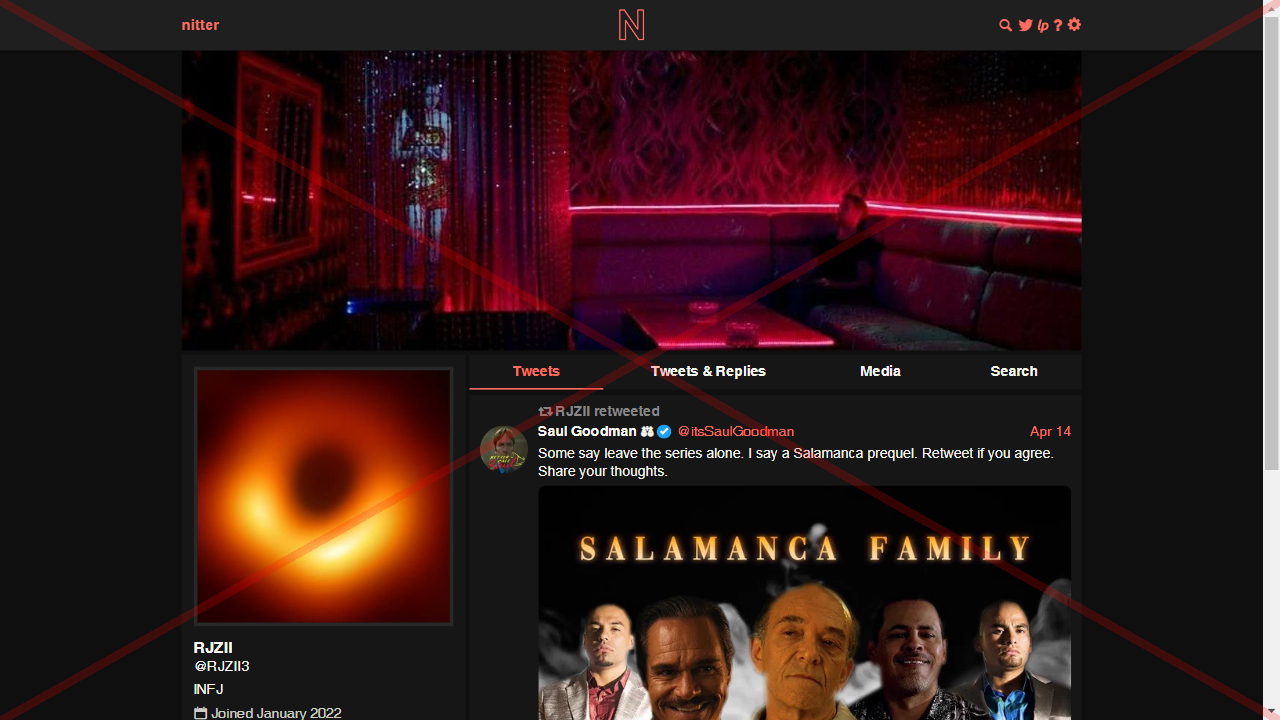 nitter
N
lp ?
Tweets
Tweets & Replies
Media
Search
RJZII retweeted
Saul Goodman @itsSaulGoodman Apr 14
Some say leave the series alone. I say a Salamanca prequel. Retweet if you agree.
Share your thoughts.
SALAMANCA FAMILY
RJZII
@RJZII3
INFJ
Joined January 2022